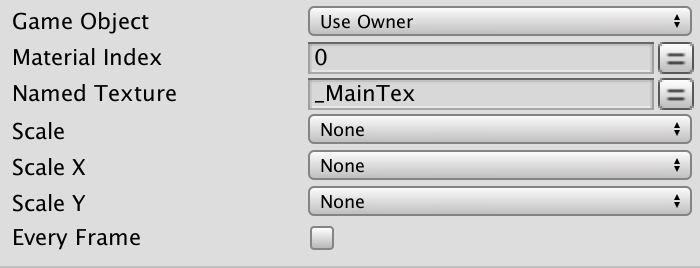 Game Object Use Owner
Material Index 0 =
Named Texture _MainTex =
Scale None
Scale X None
Scale Y None
Every Frame